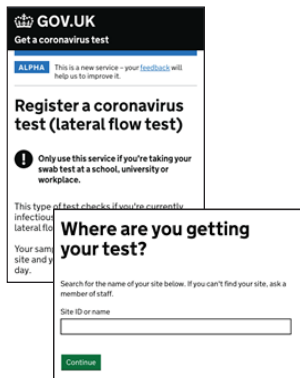 GOV.UK
Get a coronavirus test
ALPHA This is a new service – your feedback will
help us to improve it.
Register a coronavirus
test (lateral flow test)
! Only use this service if you're taking your
swab test at a school, university or
workplace.
This type of test checks if you're currently
infectious
lateral flo
Your sam
site and y
day.
Where are you getting
your test?
Search for the name of your site below. If you can't find your site, ask a
member of staff.
Site ID or name
Continue